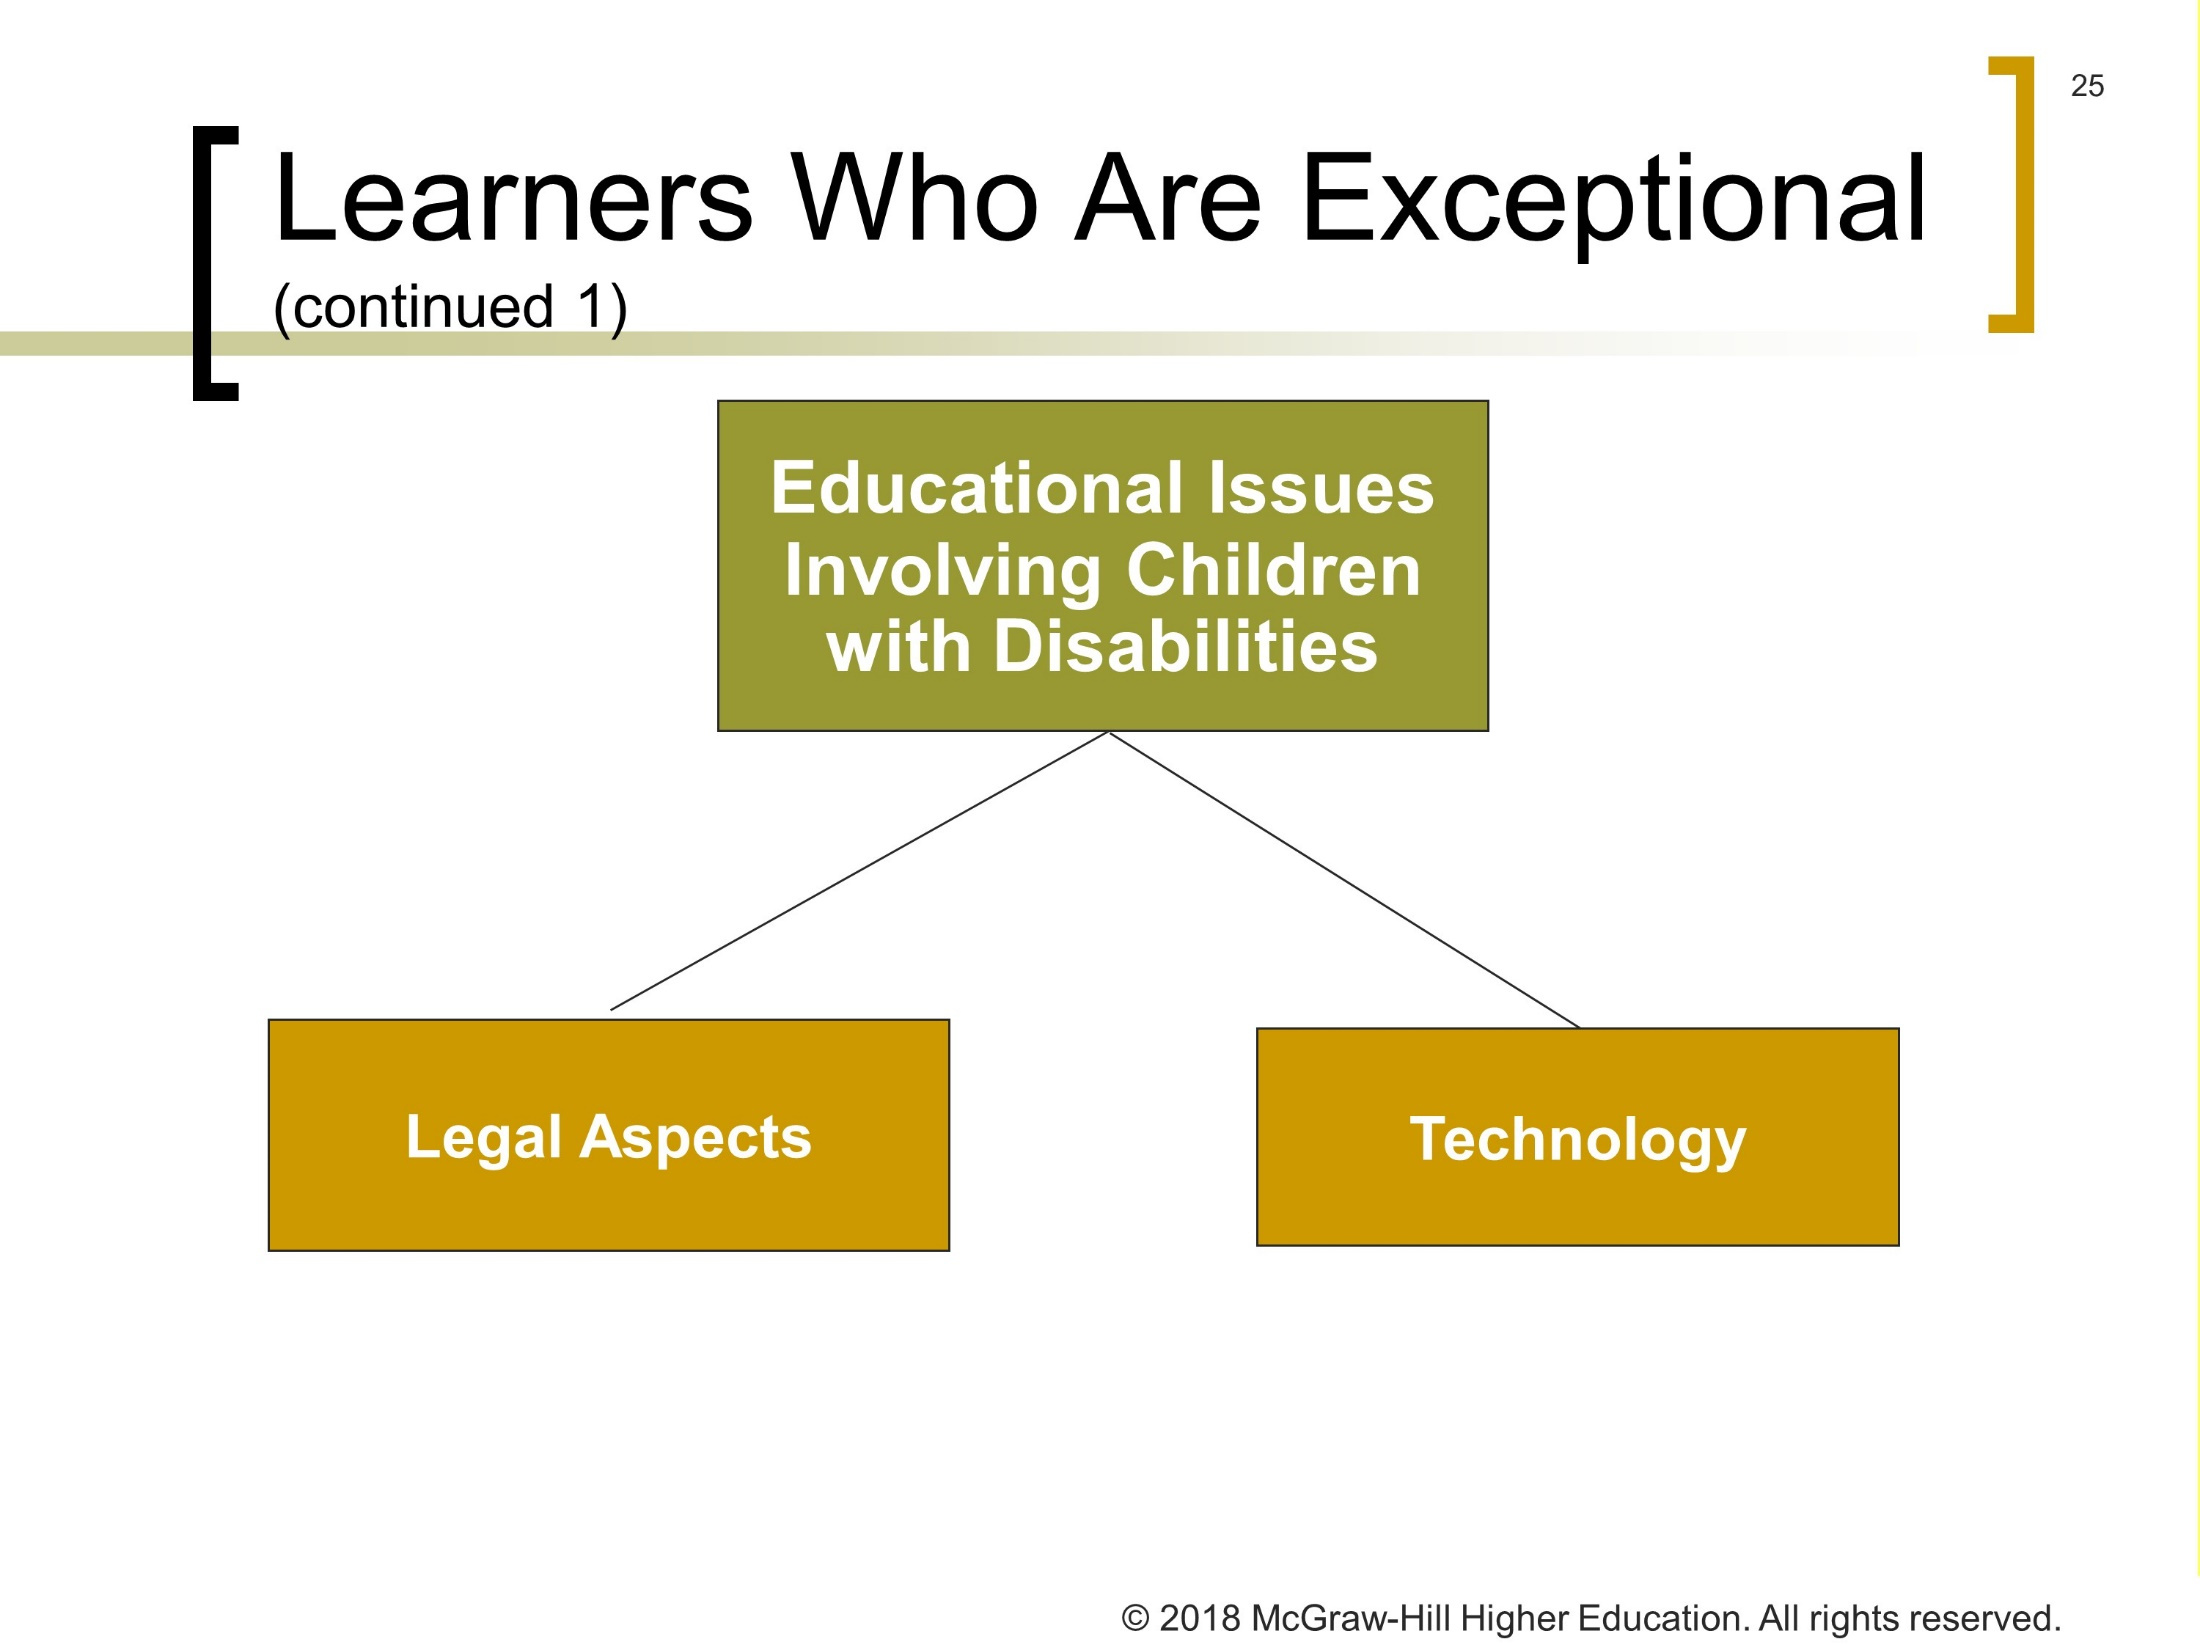 25
Learners Who Are Exceptional
(continued 1)
Educational Issues
Involving Children
with Disabilities
Legal Aspects
Technology
© 2018 McGraw-Hill Higher Education. All rights reserved.